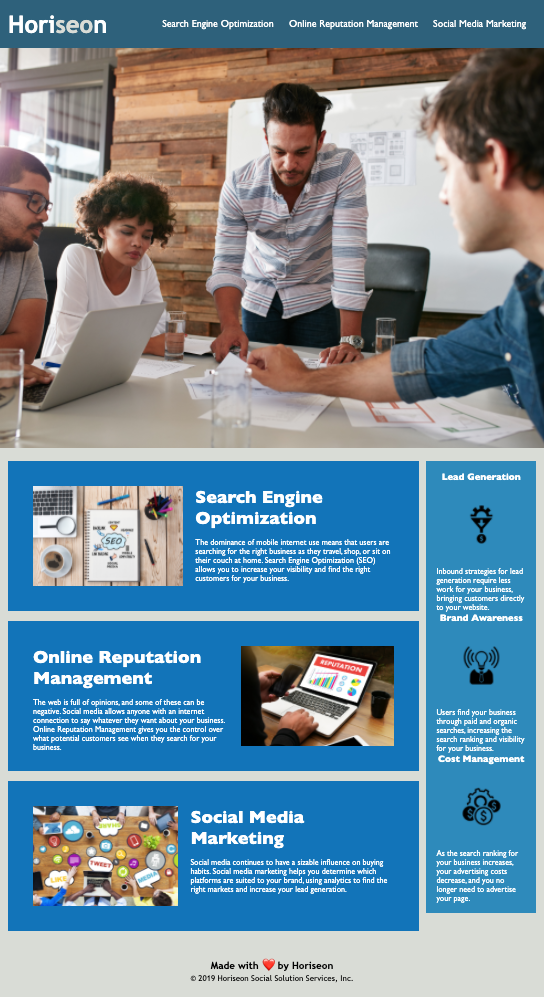 Horiseon
Search Engine Optimization
Online Reputation Management
Social Media Marketing
Search Engine
Optimization
The dominance of mobile internet use means that users are
searching for the right business as they travel, shop, or sit on
their couch at home. Search Engine Optimization (SEO)
allows you to increase your visibility and find the right
customers for your business.
SEO
Online Reputation
Management
The web is full of opinions, and some of these can be
negative. Social media allows anyone with an internet
connection to say whatever they want about your business.
Online Reputation Management gives you the control over
what potential customers see when they search for your
business.
REPUTATION
Social Media
Marketing
Social media continues to have a sizable influence on buying
habits. Social media marketing helps you determine which
platforms are suited to your brand, using analytics to find the
right markets and increase your lead generation.
TWEET
LIKE
MEDIA
Lead Generation
Inbound strategies for lead
generation require less
work for your business,
bringing customers directly
to your website.
Brand Awareness
Users find your business
through paid and organic
searches, increasing the
search ranking and visibility
for your business.
Cost Management
As the search ranking for
your business increases,
your advertising costs
decrease, and you no
longer need to advertise
your page.
Made with ❤️ by Horiseon
© 2019 Horiseon Social Solution Services, Inc.